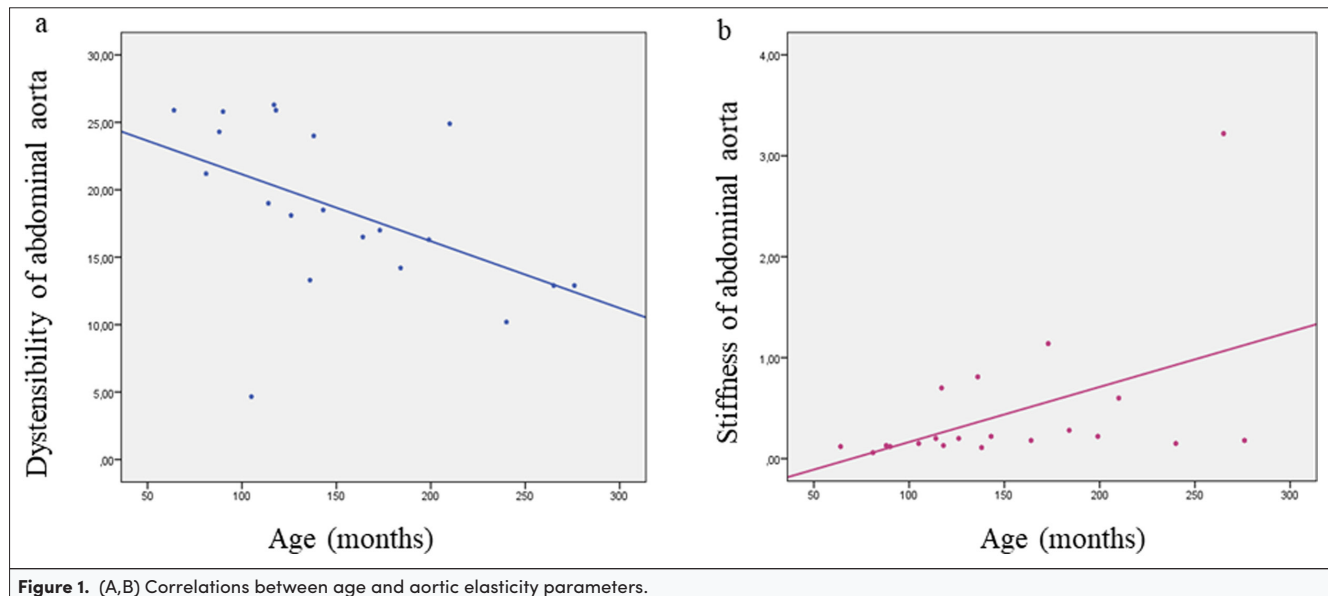 a
30,00
25,00
20,00
15,00
10,00
5,00
,00
Dystensibility of abdominal aorta
50 100 150 200 250 300
Age (months)
b
4,00
3,00
2,00
1,00
,00
Stiffness of abdominal aorta
50 100 150 200 250 300
Age (months)
Figure 1. (A,B) Correlations between age and aortic elasticity parameters.